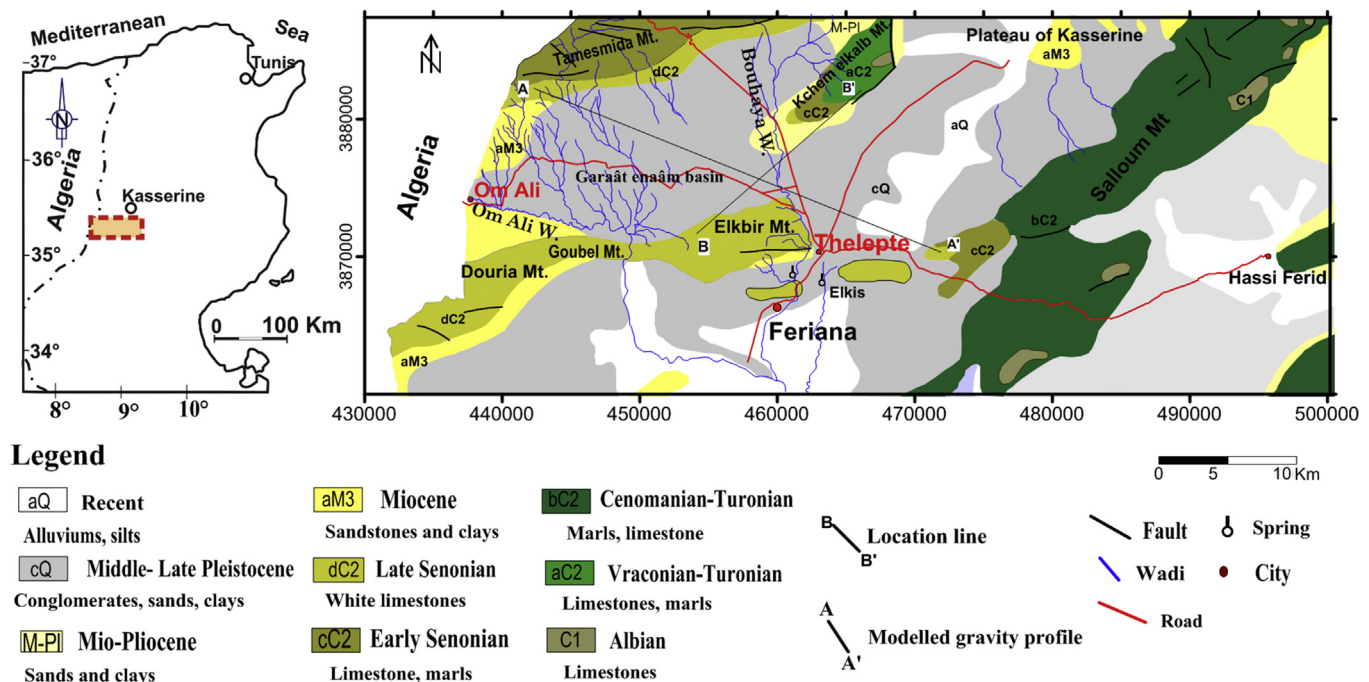 Mediterranean Sea
Tunis
37°
N
36°
Algeria
Kasserine
35°
0 100 Km
34°
8° 9° 10°
N
Tamesmida Mt.
M-Pl
Plateau of Kasserine
aM3
dC2
Bouhaya W.
Kchem elkalb Mt.
aC2
A
B'
cC2
C1
3880000
aQ
Salloum Mt
Algeria
aM3
Garaât enaâm basin
cQ
Om Ali
Om Ali W.
bC2
Elkbir Mt.
B
Thelepte
A'
cC2
3870000
Goubel Mt.
Douria Mt.
Hassi Ferid
Elkis
dC2
Feriana
aM3
430000 440000 450000 460000 470000 480000 490000 500000
Legend
0 5 10 Km
aQ Recent
Alluviums, silts
cQ Middle- Late Pleistocene
Conglomerates, sands, clays
M-Pl Mio-Pliocene
Sands and clays
aM3 Miocene
Sandstones and clays
dC2 Late Senonian
White limestones
cC2 Early Senonian
Limestone, marls
bC2 Cenomanian-Turonian
Marls, limestone
aC2 Vraconian-Turonian
Limestones, marls
C1 Albian
Limestones
B
B'
Location line
A
A'
Modelled gravity profile
Fault
Wadi
Road
Spring
City